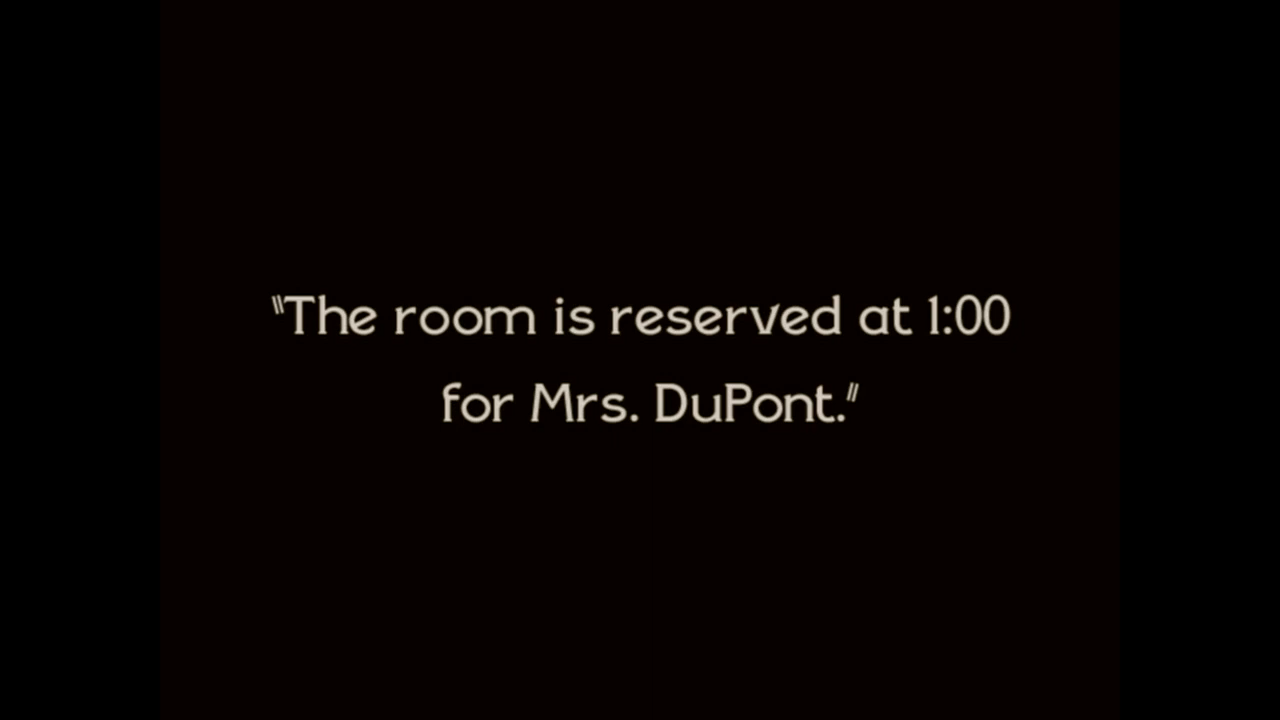 "The room is reserved at 1:00
for Mrs. DuPont."